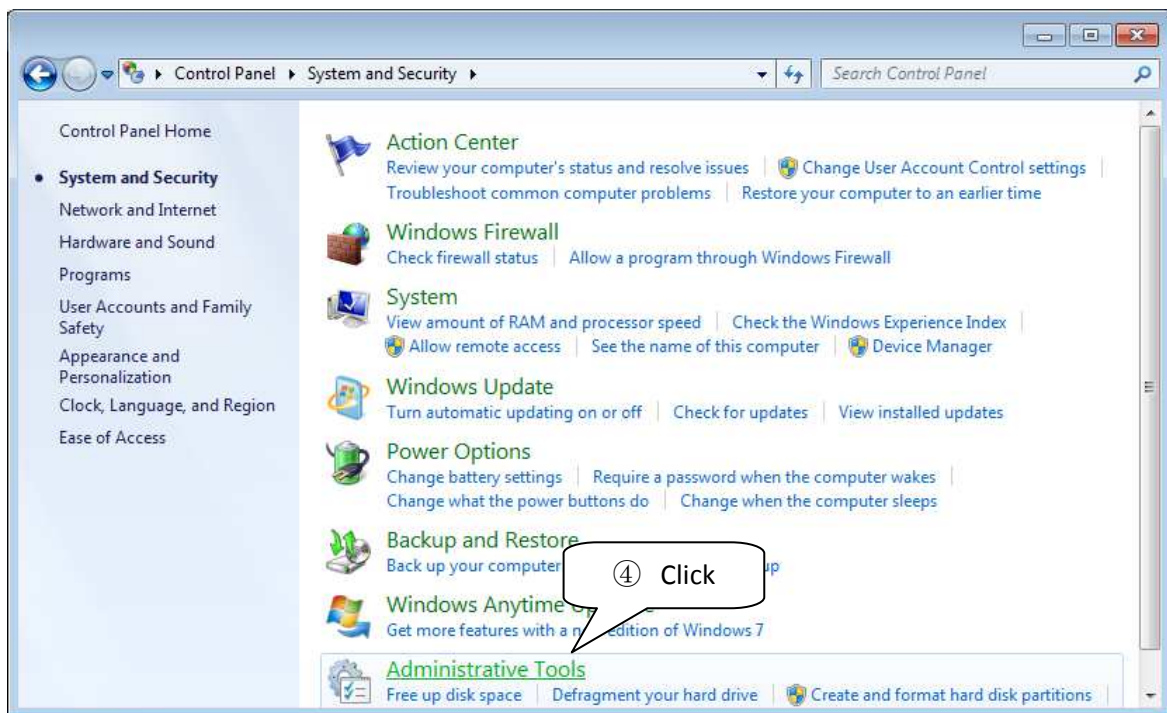 Control Panel System and Security Search Control Panel
Control Panel Home
System and Security
Network and Internet
Hardware and Sound
Programs
User Accounts and Family
Safety
Appearance and
Personalization
Clock, Language, and Region
Ease of Access
Action Center
Review your computer's status and resolve issues Change User Account Control settings
Troubleshoot common computer problems Restore your computer to an earlier time
Windows Firewall
Check firewall status Allow a program through Windows Firewall
System
View amount of RAM and processor speed Check the Windows Experience Index
Allow remote access See the name of this computer Device Manager
Windows Update
Turn automatic updating on or off Check for updates View installed updates
Power Options
Change battery settings Require a password when the computer wakes
Change what the power buttons do Change when the computer sleeps
Backup and Restore
Back up your computer
④ Click
Windows Anytime
Get more features with a edition of Windows 7
Administrative Tools
Free up disk space Defragment your hard drive Create and format hard disk partitions